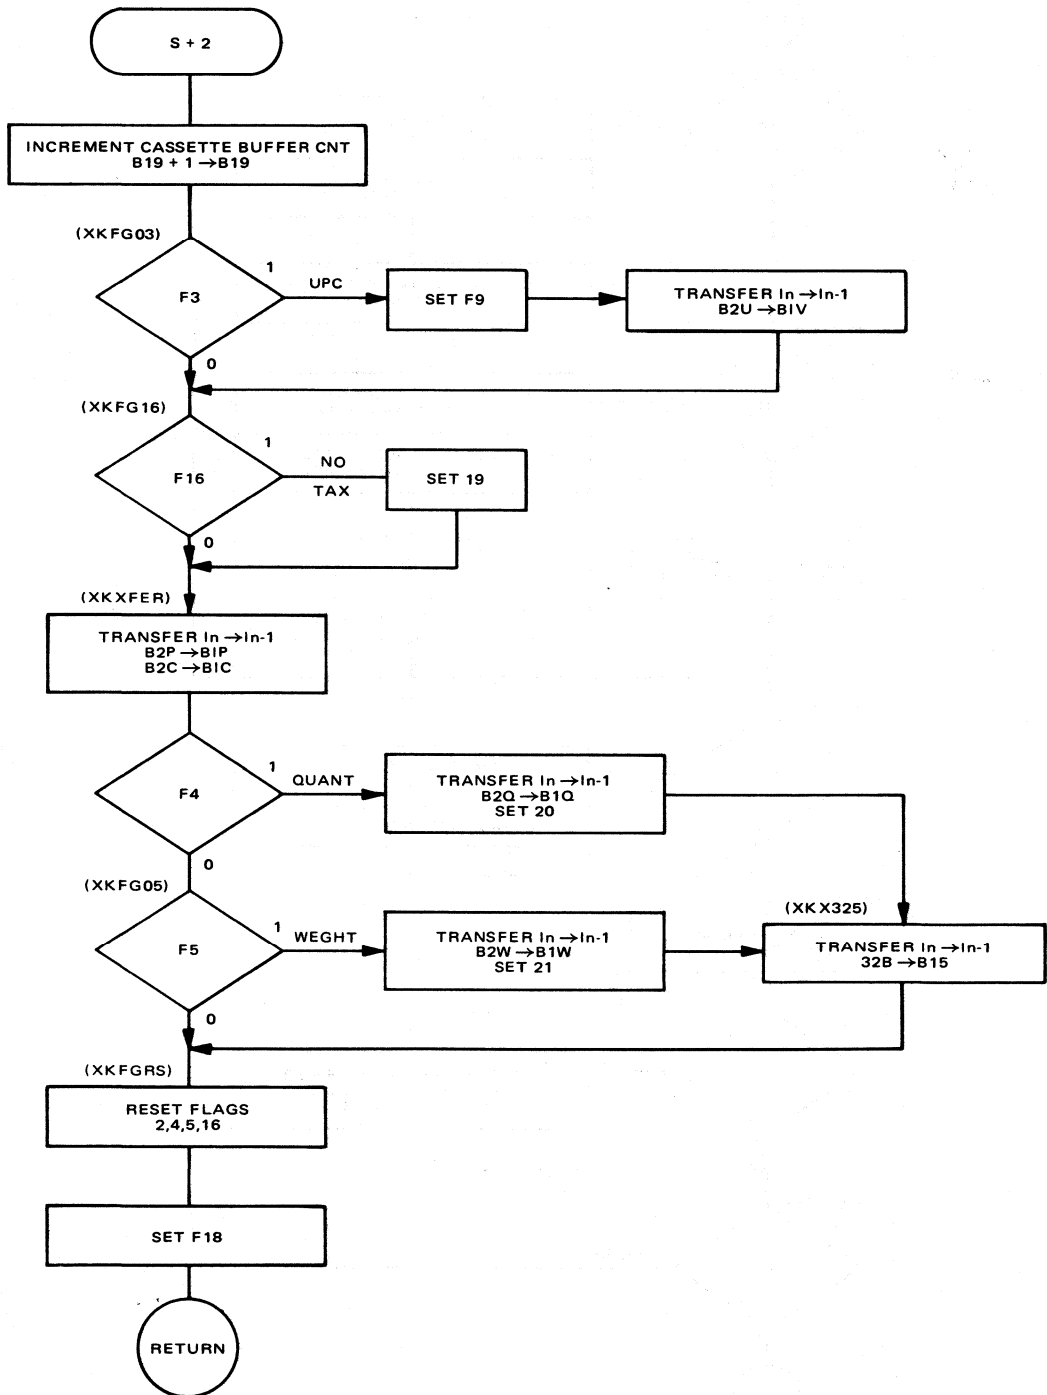 S + 2
INCREMENT CASSETTE BUFFER CNT
B19 + 1 →B19
(XKFG03)
F3
1
UPC
SET F9
TRANSFER In →In-1
B2U →BIV
0
(XKFG16)
F16
1
NO
TAX
SET 19
0
(XKXFER)
TRANSFER In →In-1
B2P →BIP
B2C →BIC
F4
1
QUANT
TRANSFER In →In-1
B2Q →B1Q
SET 20
0
(XKFG05)
F5
1
WEGHT
TRANSFER In →In-1
B2W →B1W
SET 21
(XKX325)
TRANSFER In →In-1
32B →B15
0
(XKFGRS)
RESET FLAGS
2,4,5,16
SET F18
RETURN